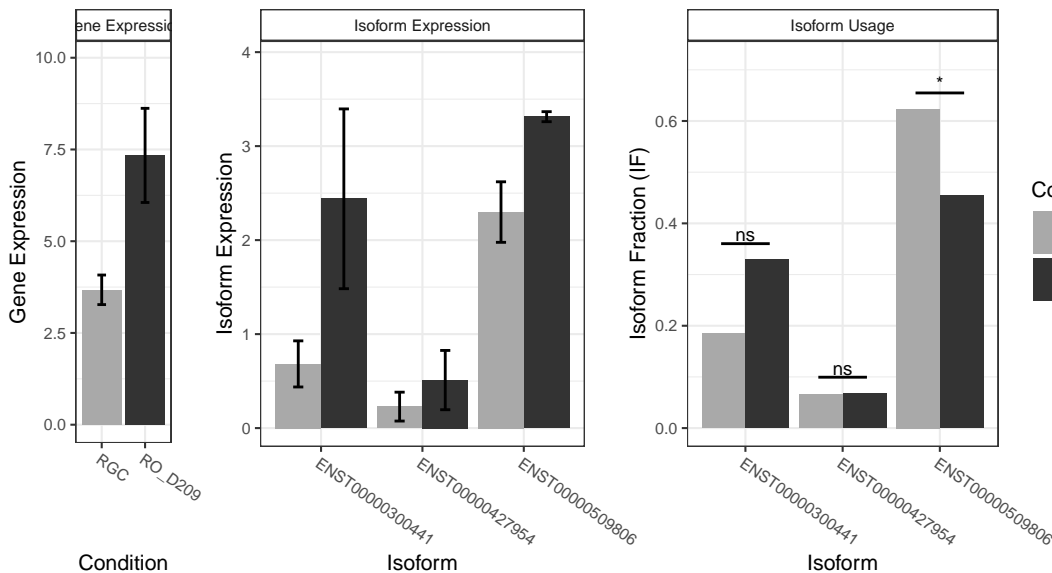 ene Expressio
Isoform Expression
Isoform Usage
Gene Expression
10.0
7.5
5.0
2.5
0.0
RGC
RO_D209
Condition
Isoform Expression
4
3
2
1
0
ENST00000300441
ENST00000427954
ENST00000509806
Isoform
Isoform Fraction (IF)
0.6
0.4
0.2
0.0
ns
ns
*
ENST00000300441
ENST00000427954
ENST00000509806
Isoform
Co